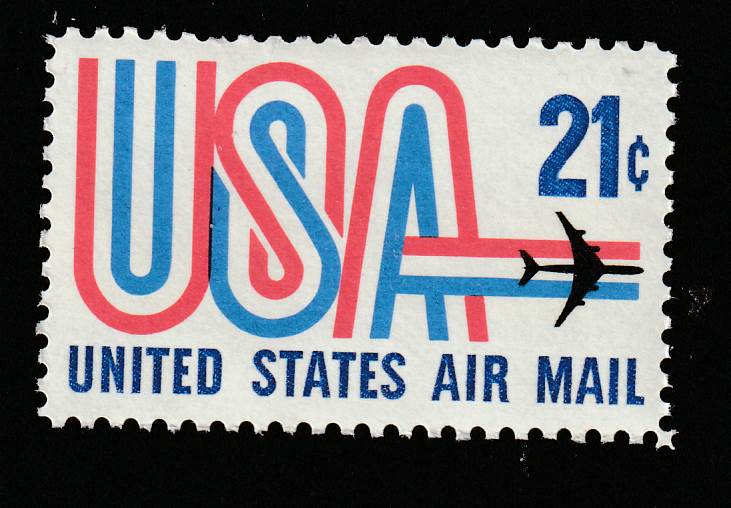 USA
21¢
UNITED STATES AIR MAIL